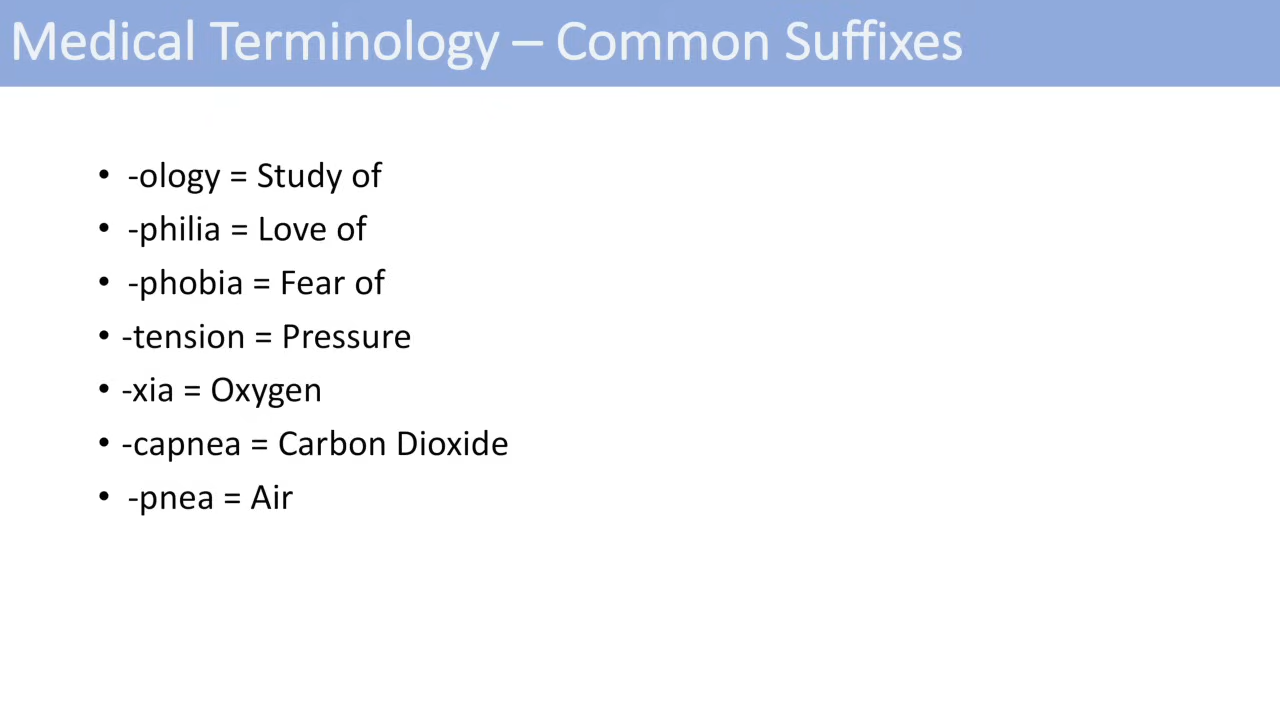 Medical Terminology – Common Suffixes
• -ology = Study of
• -philia = Love of
• -phobia = Fear of
• -tension = Pressure
• -xia = Oxygen
• -capnea = Carbon Dioxide
• -pnea = Air